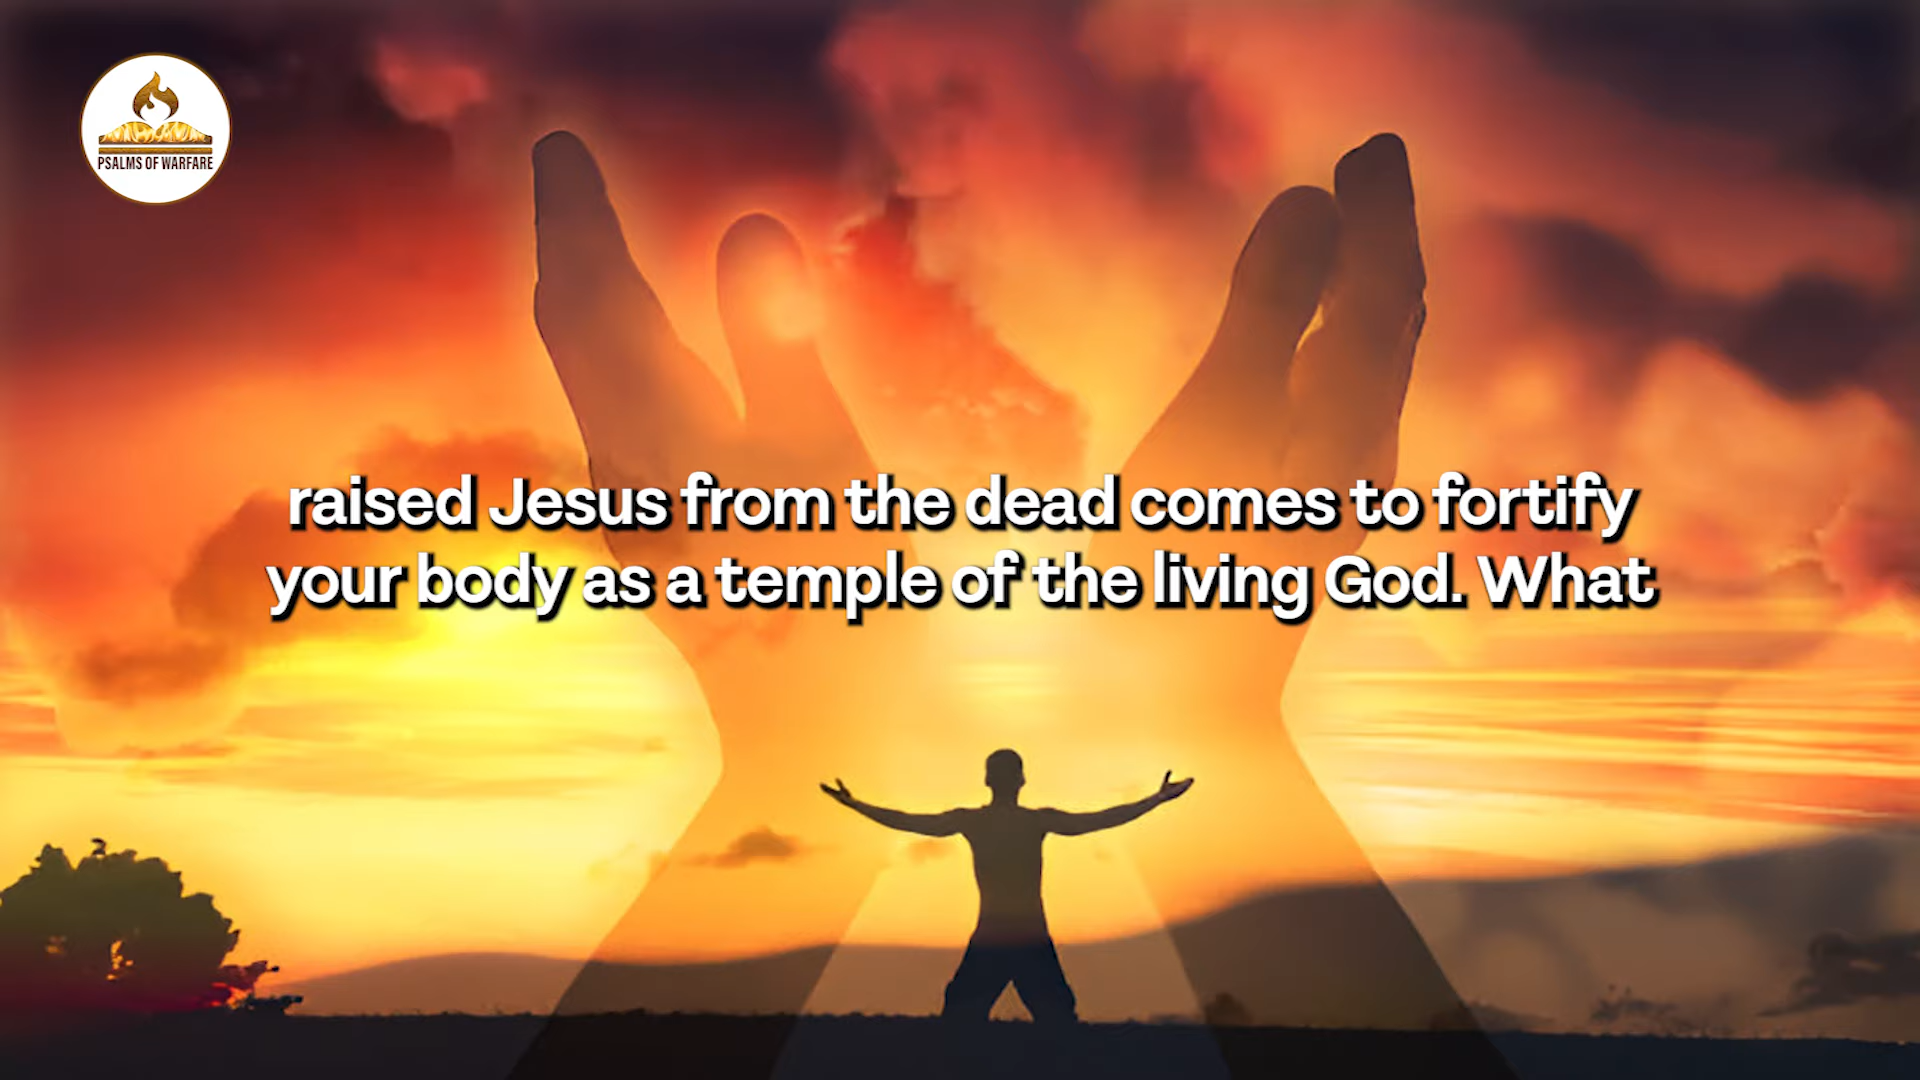 PSALMS OF WARFARE
raised Jesus from the dead comes to fortify
your body as a temple of the living God. What